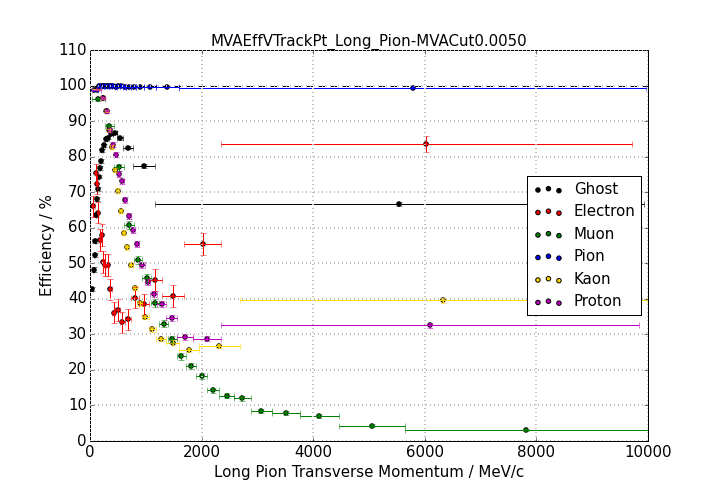 MVAEffVTrackPt_Long_Pion-MVACut0.0050
110
100
90
80
70
60
50
40
30
20
10
0
Efficiency / %
Ghost
Electron
Muon
Pion
Kaon
Proton
0 2000 4000 6000 8000 10000
Long Pion Transverse Momentum / MeV/c